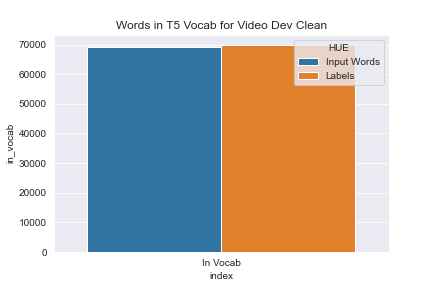 Words in T5 Vocab for Video Dev Clean
HUE
Input Words
Labels
70000
60000
50000
40000
30000
20000
10000
0
in_vocab
In Vocab
index